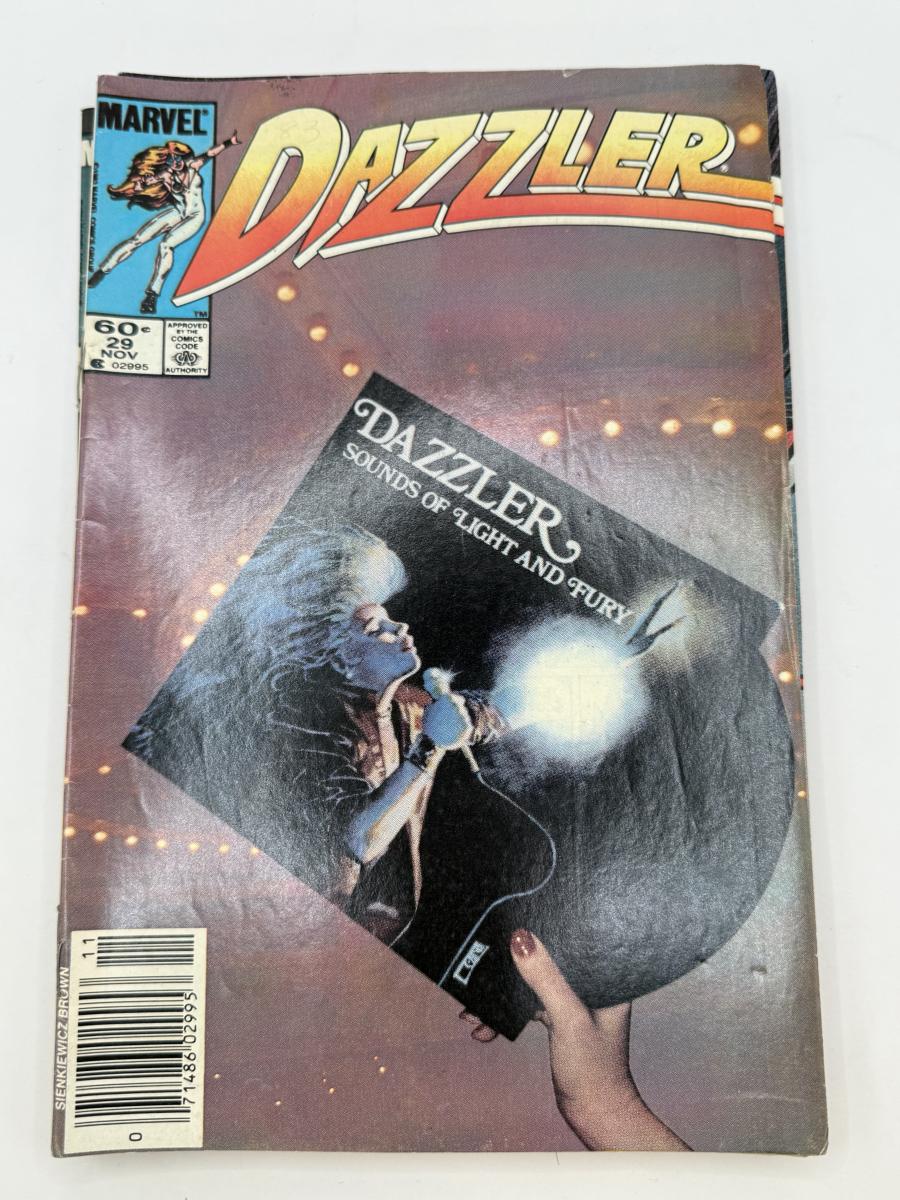 MARVEL®
DAZZLER®
83
TM
60¢
29
NOV
02995
APPROVED
BY THE
COMICS
CODE
AUTHORITY
DAZZLER
SOUNDS OF LIGHT AND FURY
SIENKIEWICZ BROWN
11
71486 02995
0